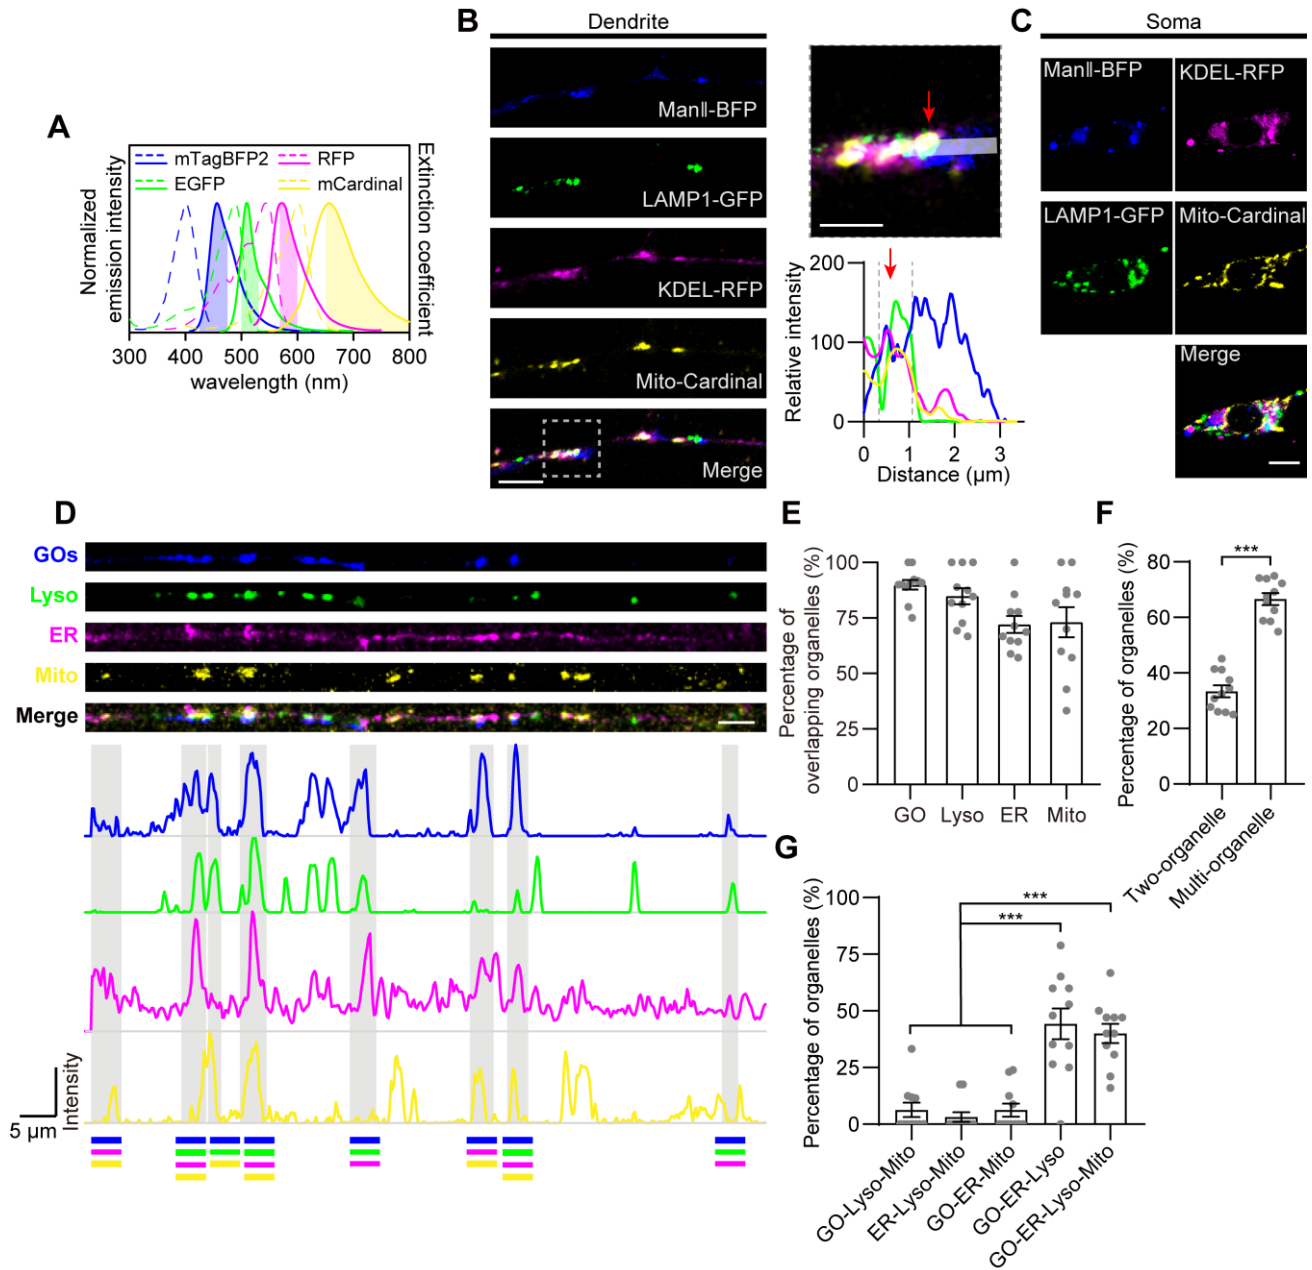 A
mTagBFP2
RFP
EGFP
mCardinal
Normalized
emission intensity
Extinction coefficient
300 400 500 600 700 800
wavelength (nm)
B
Dendrite
ManII-BFP
LAMP1-GFP
KDEL-RFP
Mito-Cardinal
Merge
200
100
0
Relative intensity
0 1 2 3
Distance (µm)
C
Soma
ManII-BFP
KDEL-RFP
LAMP1-GFP
Mito-Cardinal
Merge
D
GOs
Lyso
ER
Mito
Merge
Intensity
5 µm
E
Percentage of
overlapping organelles (%)
100
75
50
25
0
GO Lyso ER Mito
F
Percentage of organelles (%)
80
60
40
20
0
***
Two-organelle
Multi-organelle
G
Percentage of organelles (%)
100
75
50
25
0
***
***
GO-Lyso-Mito
ER-Lyso-Mito
GO-ER-Mito
GO-ER-Lyso
GO-ER-Lyso-Mito